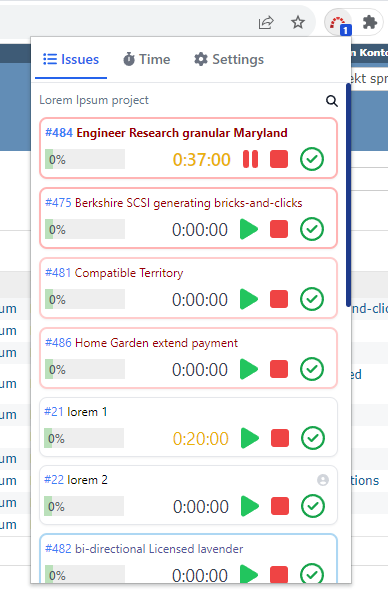 1
n Kont
Issues Time Settings
ekt spr
Lorem Ipsum project
#484 Engineer Research granular Maryland
0% 0:37:00
#475 Berkshire SCSI generating bricks-and-clicks
0% 0:00:00
#481 Compatible Territory
0% 0:00:00
um
nd-clic
#486 Home Garden extend payment
um
0% 0:00:00
um
ed
um
#21 lorem 1
um
0% 0:20:00
um
#22 lorem 2
um
tions
0% 0:00:00
um
um
#482 bi-directional Licensed lavender
0% 0:00:00